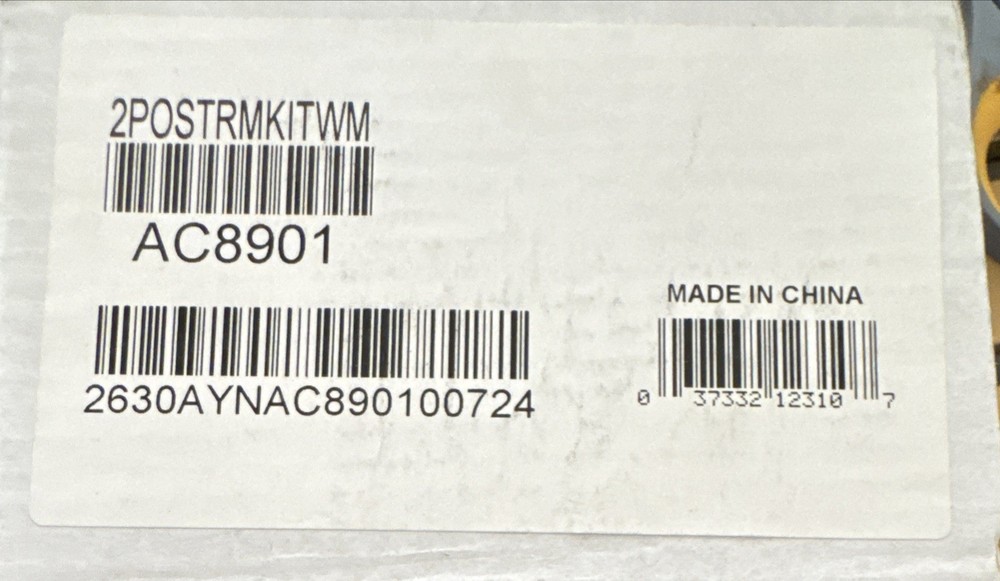 2POSTRMKITWM
AC8901
2630AYNAC890100724
MADE IN CHINA
0 37332 12310 7